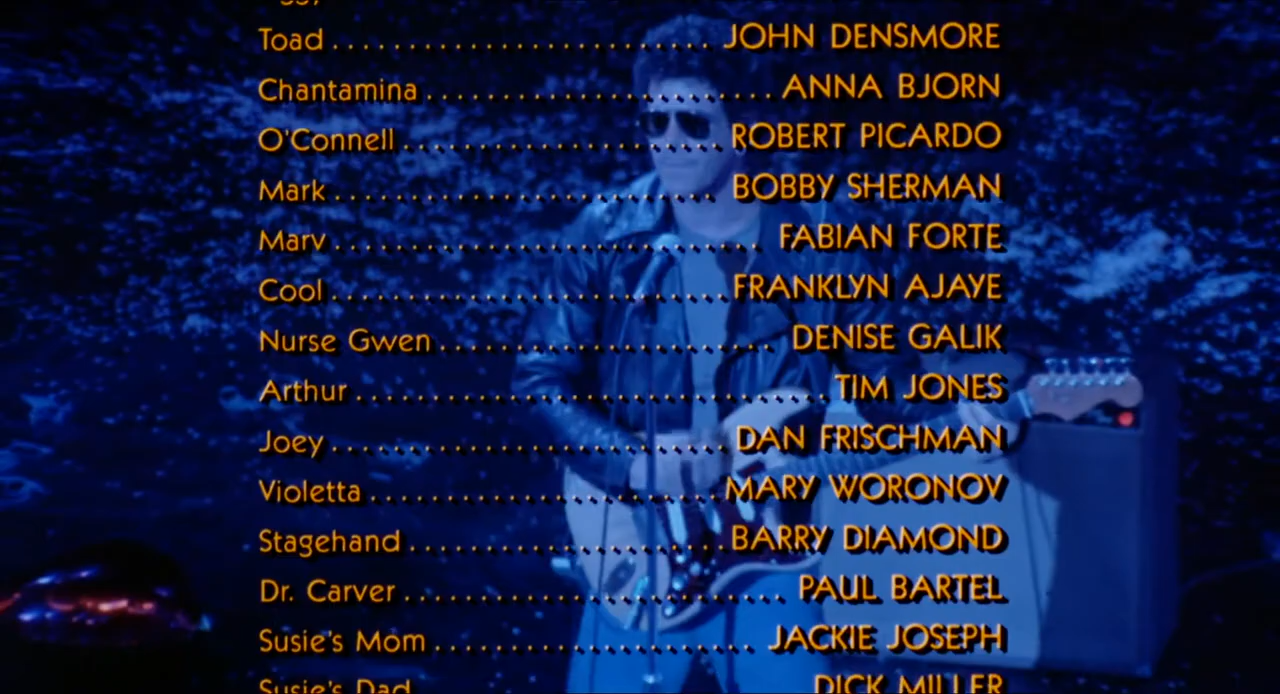 Toad JOHN DENSMORE
Chantamina ANNA BJORN
O'Connell ROBERT PICARDO
Mark BOBBY SHERMAN
Marv FABIAN FORTE
Cool FRANKLYN AJAYE
Nurse Gwen DENISE GALIK
Arthur TIM JONES
Joey DAN FRISCHMAN
Violetta MARY WORONOV
Stagehand BARRY DIAMOND
Dr. Carver PAUL BARTEL
Susie's Mom JACKIE JOSEPH
Susie's Dad DICK MILLER